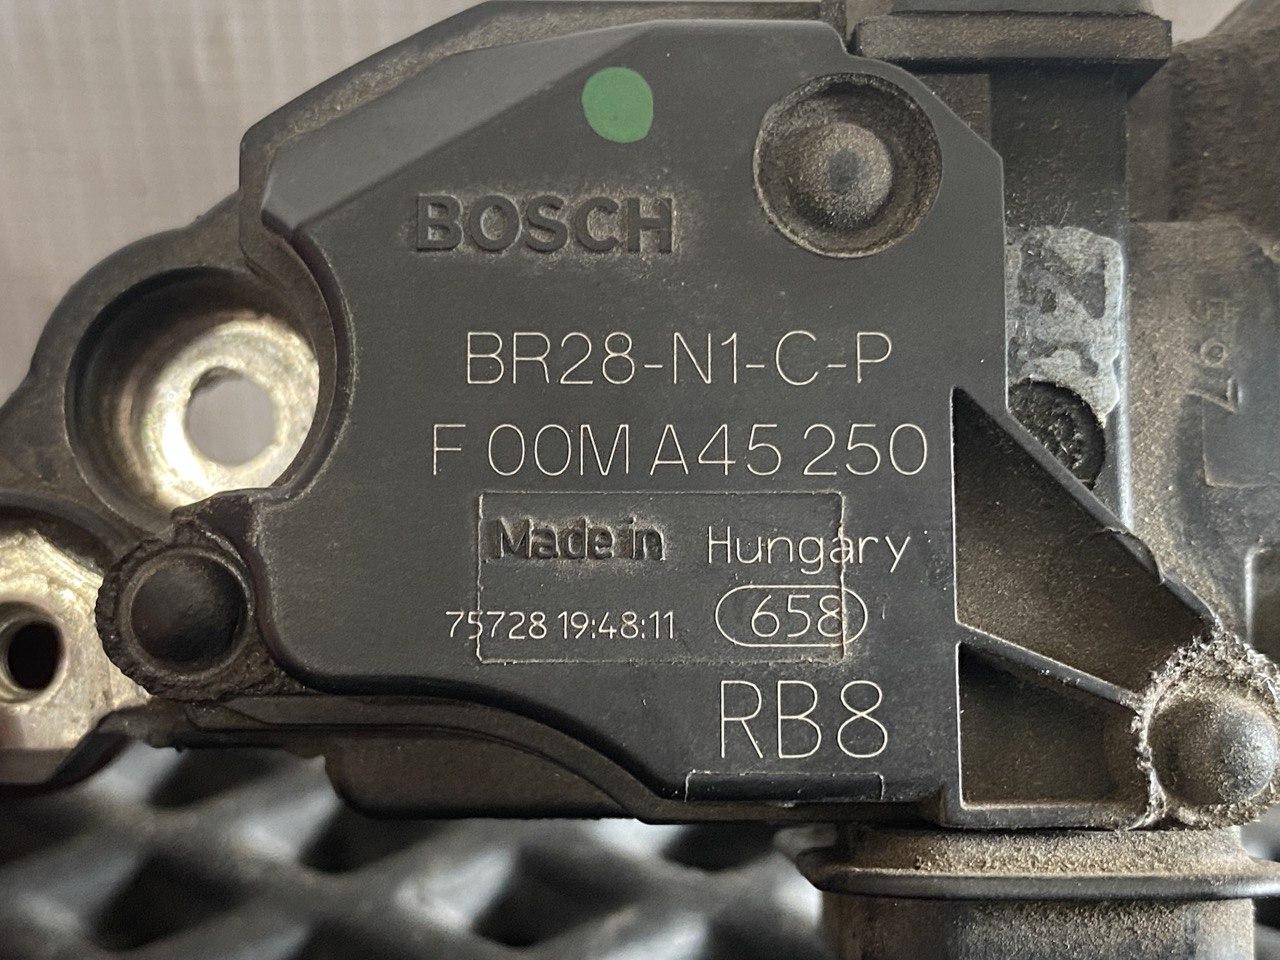 BOSCH
BR28-N1-C-P
F 00M A45 250
Made in Hungary
75728 19:48:11 658
RB8